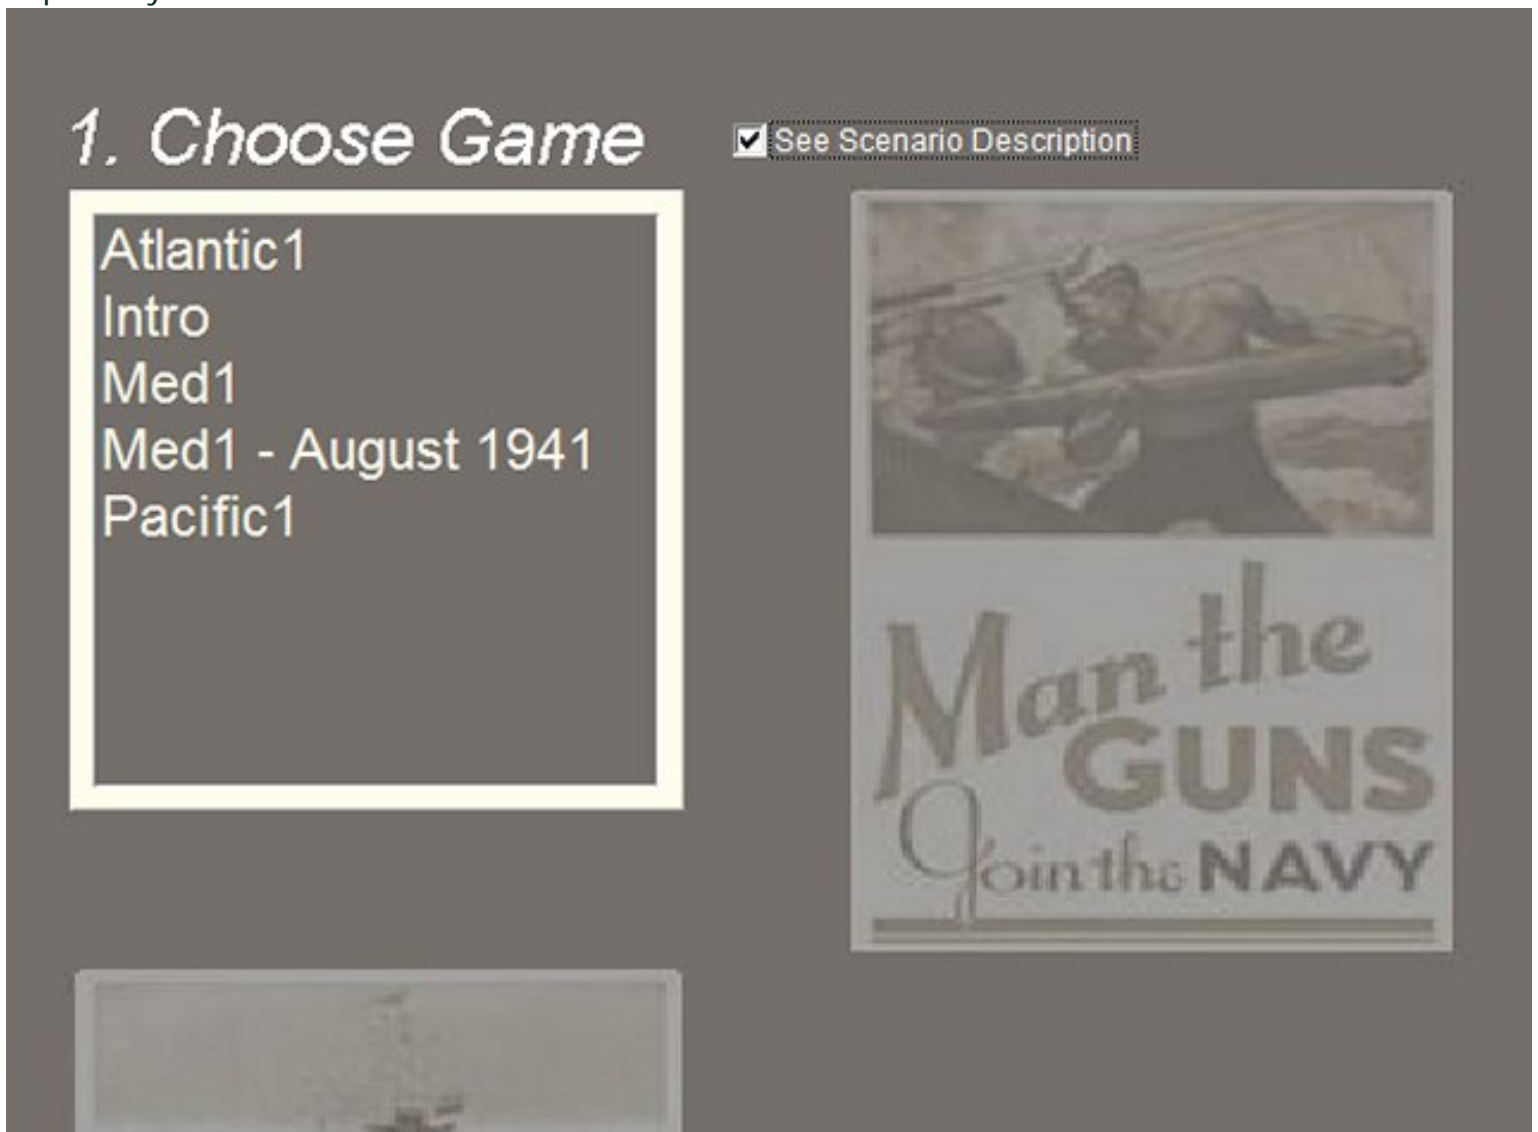 1. Choose Game
See Scenario Description
Atlantic1
Intro
Med1
Med1 - August 1941
Pacific1
Man the
GUNS
Join the NAVY